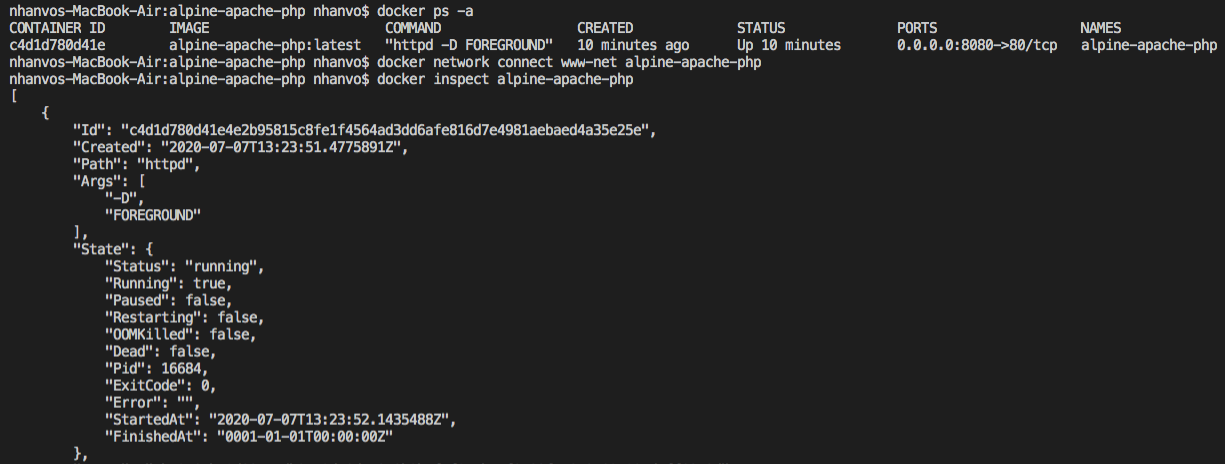 nhanvos-MacBook-Air:alpine-apache-php nhanvo$ docker ps -a
CONTAINER ID IMAGE COMMAND CREATED STATUS PORTS NAMES
c4d1d780d41e alpine-apache-php:latest "httpd -D FOREGROUND" 10 minutes ago Up 10 minutes 0.0.0.0:8080->80/tcp alpine-apache-php
nhanvos-MacBook-Air:alpine-apache-php nhanvo$ docker network connect www-net alpine-apache-php
nhanvos-MacBook-Air:alpine-apache-php nhanvo$ docker inspect alpine-apache-php
[
    {
        "Id": "c4d1d780d41e4e2b95815c8fe1f4564ad3dd6afe816d7e4981aebaed4a35e25e",
        "Created": "2020-07-07T13:23:51.4775891Z",
        "Path": "httpd",
        "Args": [
            "-D",
            "FOREGROUND"
        ],
        "State": {
            "Status": "running",
            "Running": true,
            "Paused": false,
            "Restarting": false,
            "OOMKilled": false,
            "Dead": false,
            "Pid": 16684,
            "ExitCode": 0,
            "Error": "",
            "StartedAt": "2020-07-07T13:23:52.1435488Z",
            "FinishedAt": "0001-01-01T00:00:00Z"
        },